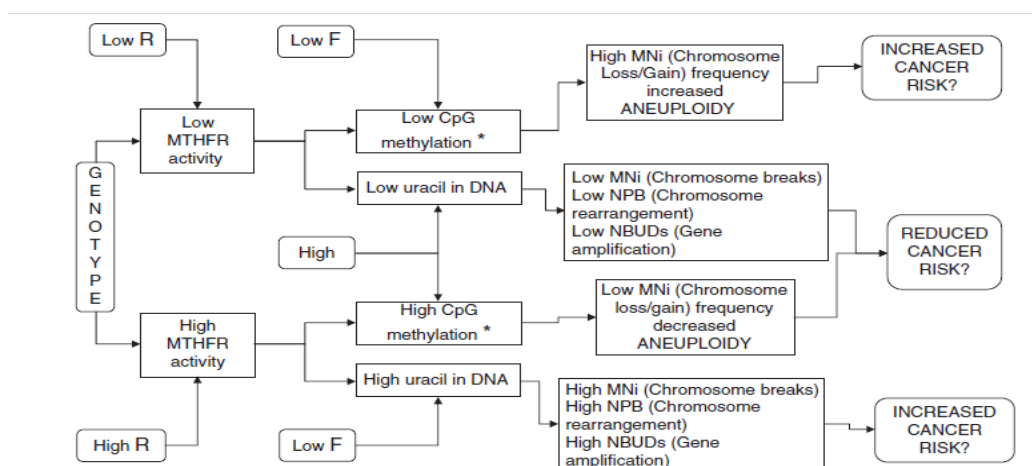 Low R
Low F
High MNi (Chromosome
Loss/Gain) frequency
increased
ANEUPLOIDY
INCREASED
CANCER
RISK?
Low
MTHFR
activity
Low CpG
methylation *
GENOTYPE
Low uracil in DNA
Low MNi (Chromosome breaks)
Low NPB (Chromosome
rearrangement)
Low NBUDs (Gene
amplification)
REDUCED
CANCER
RISK?
High
High
MTHFR
activity
High CpG
methylation *
Low MNi (Chromosome
loss/gain) frequency
decreased
ANEUPLOIDY
High uracil in DNA
High MNi (Chromosome breaks)
High NPB (Chromosome
rearrangement)
High NBUDs (Gene
amplification)
INCREASED
CANCER
RISK?
High R
Low F